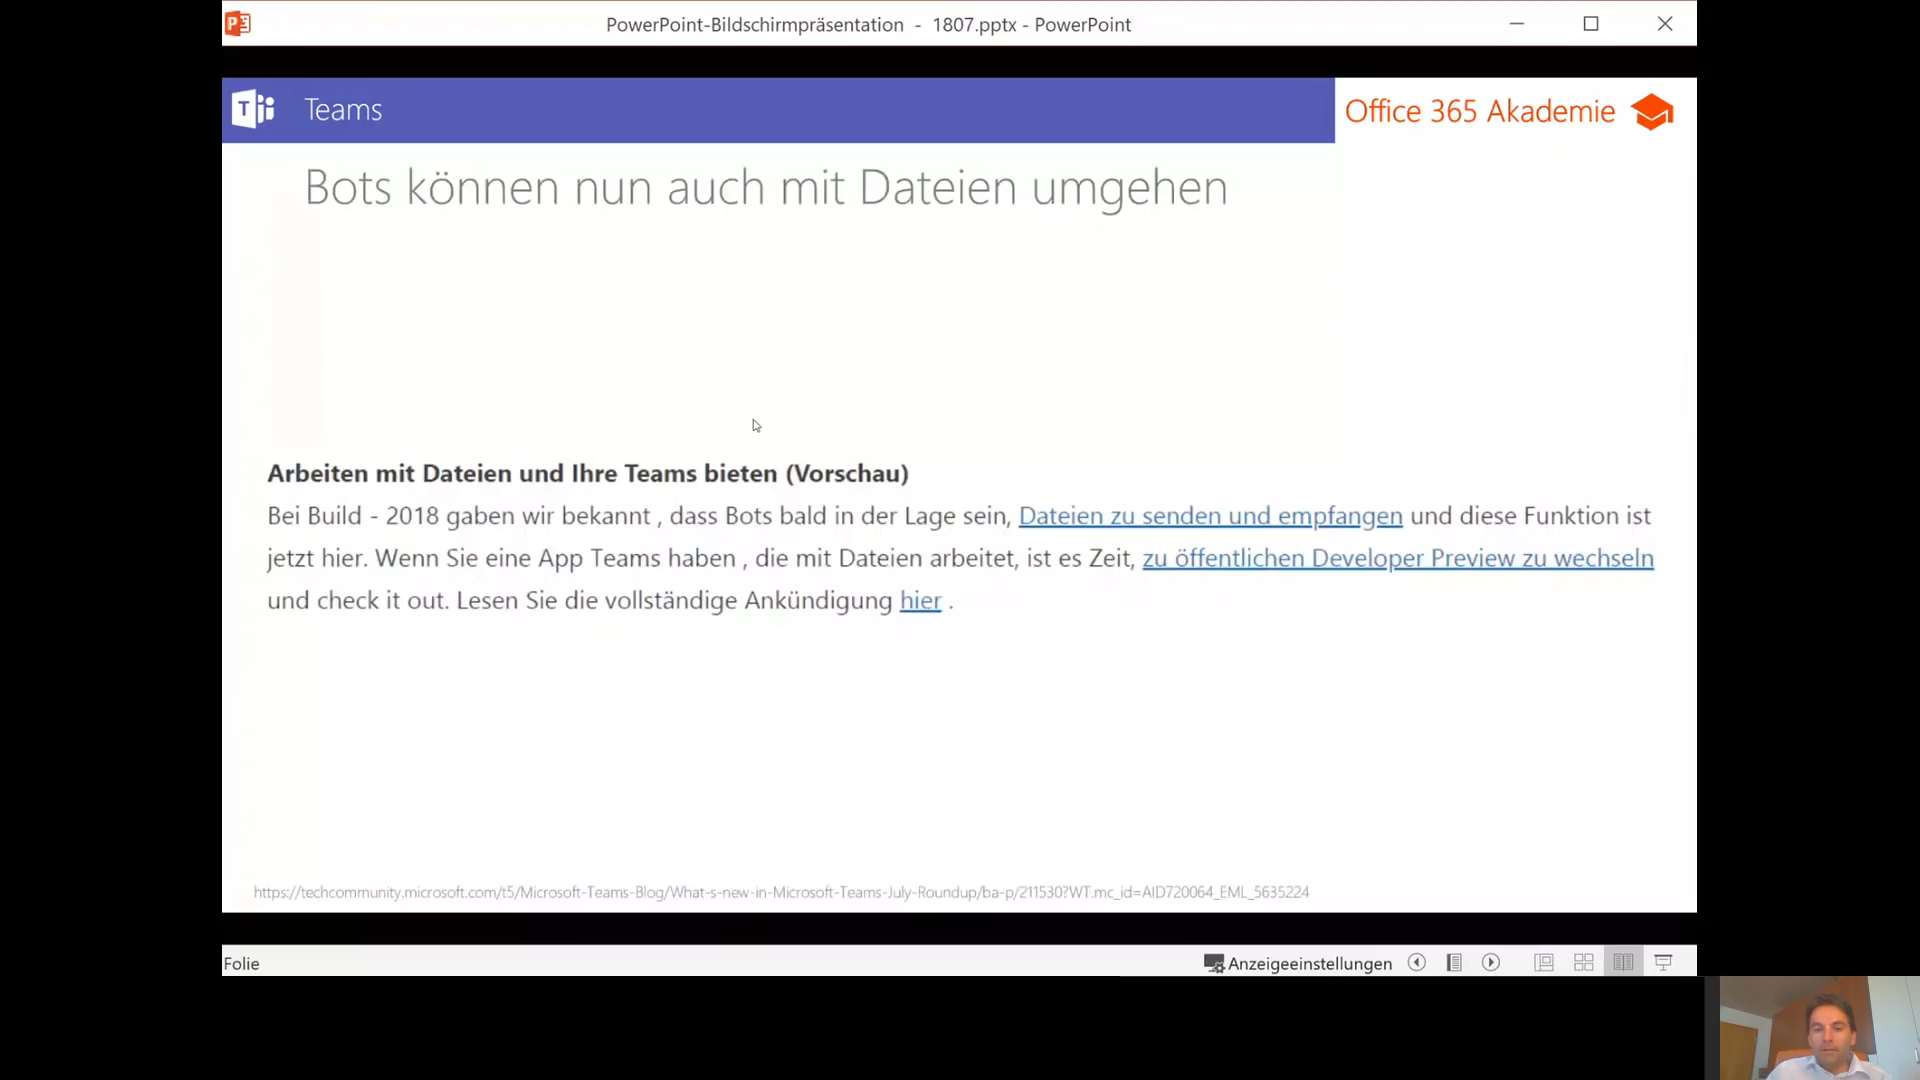 PowerPoint-Bildschirmpräsentation - 1807.pptx - PowerPoint
Teams
Office 365 Akademie
Bots können nun auch mit Dateien umgehen
Arbeiten mit Dateien und Ihre Teams bieten (Vorschau)
Bei Build - 2018 gaben wir bekannt , dass Bots bald in der Lage sein, Dateien zu senden und empfangen und diese Funktion ist
jetzt hier. Wenn Sie eine App Teams haben , die mit Dateien arbeitet, ist es Zeit, zu öffentlichen Developer Preview zu wechseln
und check it out. Lesen Sie die vollständige Ankündigung hier .
https://techcommunity.microsoft.com/t5/Microsoft-Teams-Blog/What-s-new-in-Microsoft-Teams-July-Roundup/ba-p/211530?WT.mc_id=AID720064_EML_5635224
Folie
Anzeigeeinstellungen